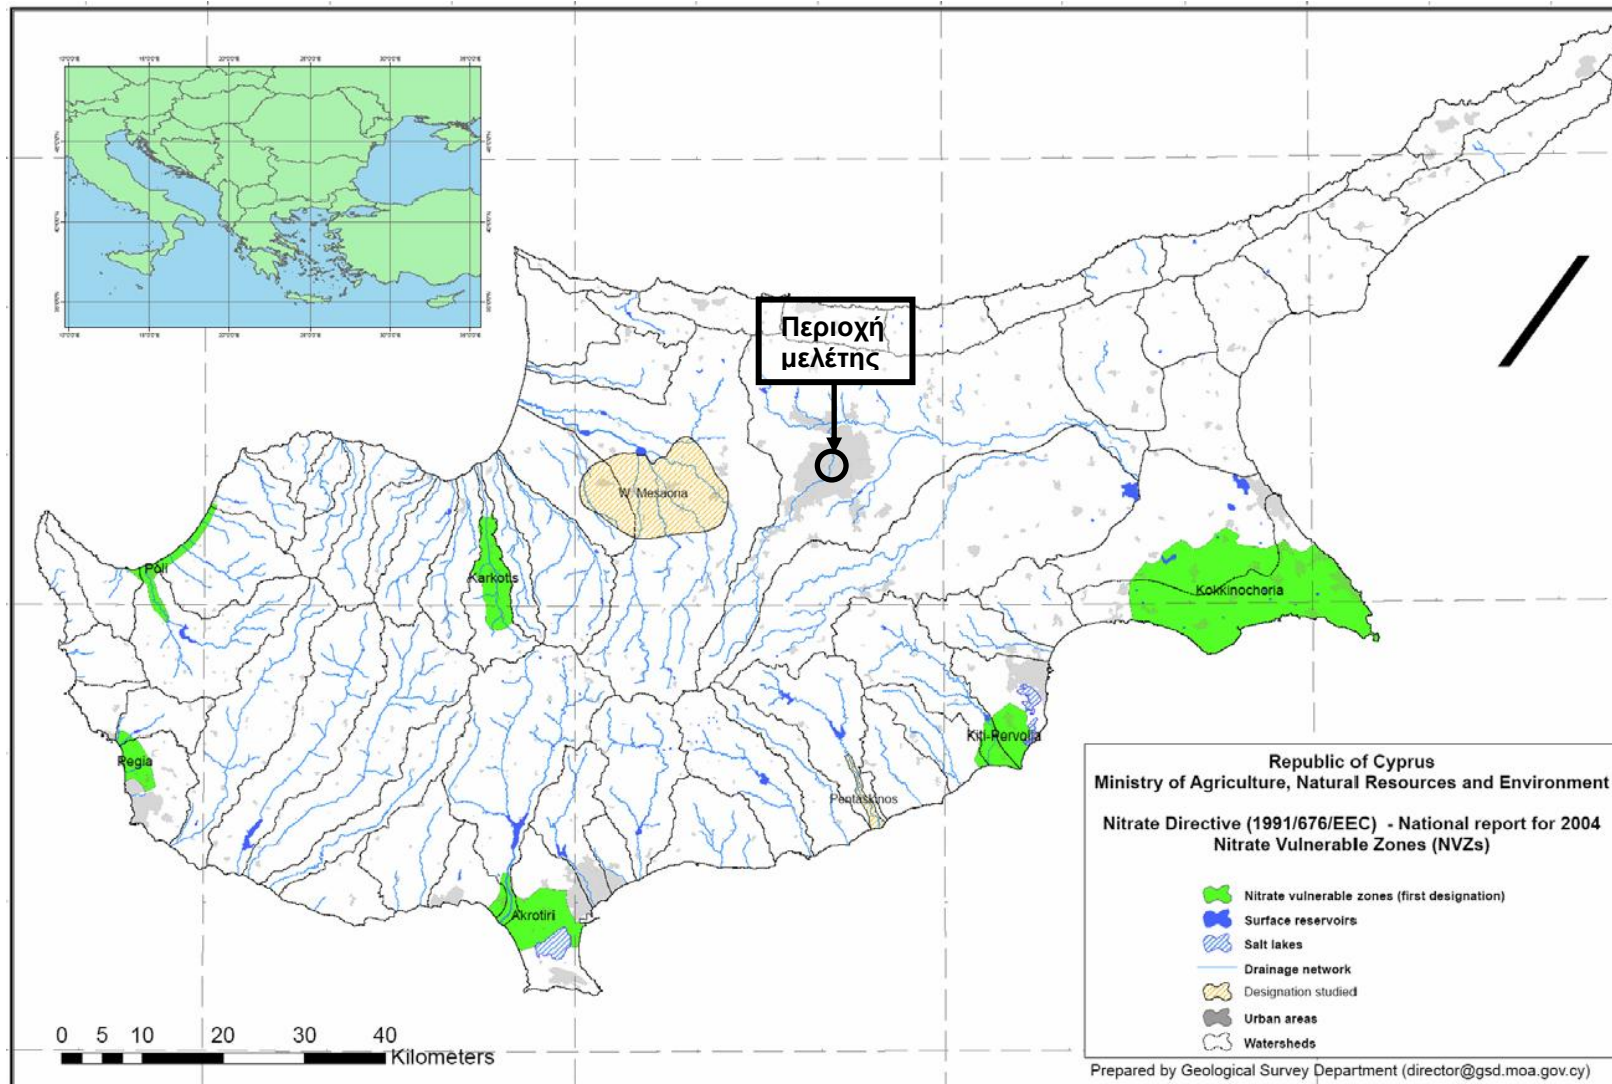 Περιοχή
μελέτης
W. Mesaoria
Poli
Karkotis
Kokkinochoria
Pegia
Kiti-Pervolia
Pentaskinos
Akrotiri
Republic of Cyprus
Ministry of Agriculture, Natural Resources and Environment
Nitrate Directive (1991/676/EEC) - National report for 2004
Nitrate Vulnerable Zones (NVZs)
Nitrate vulnerable zones (first designation)
Surface reservoirs
Salt lakes
Drainage network
Designation studied
Urban areas
Watersheds
0 5 10 20 30 40
Kilometers
Prepared by Geological Survey Department (director@gsd.moa.gov.cy)